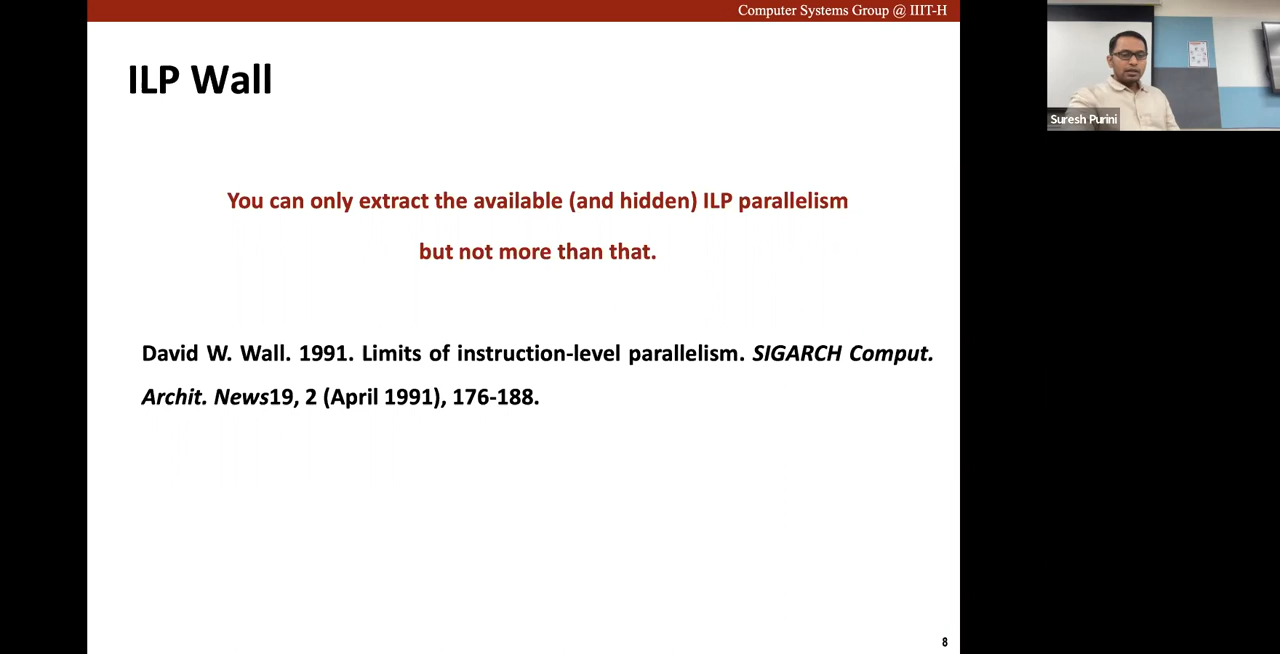 Computer Systems Group @ IIIT-H
ILP Wall
Suresh Purini
You can only extract the available (and hidden) ILP parallelism
but not more than that.
David W. Wall. 1991. Limits of instruction-level parallelism. SIGARCH Comput.
Archit. News19, 2 (April 1991), 176-188.
8